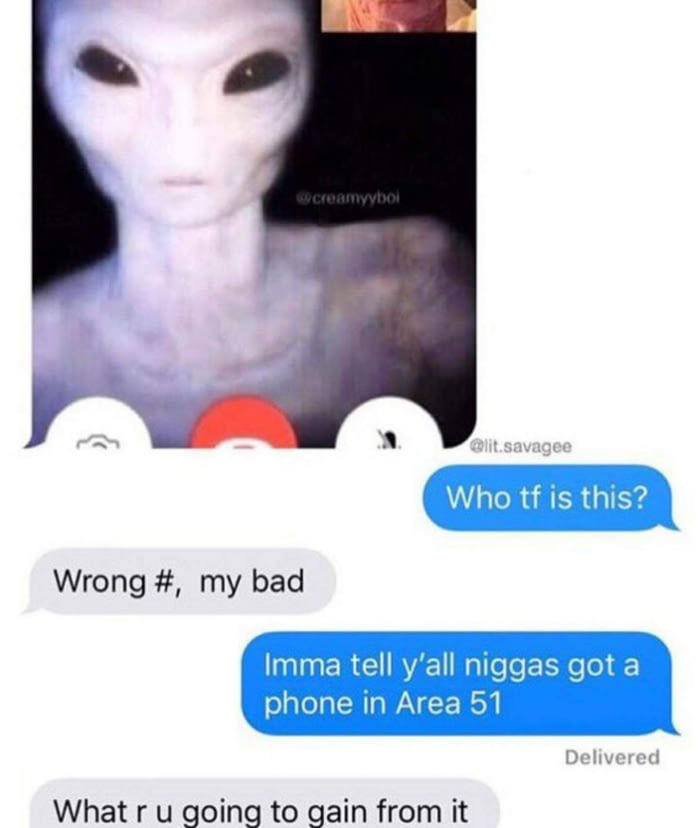 @creamyyboi
@lit.savagee
Who tf is this?
Wrong #, my bad
Imma tell y'all niggas got a
phone in Area 51
Delivered
What r u going to gain from it